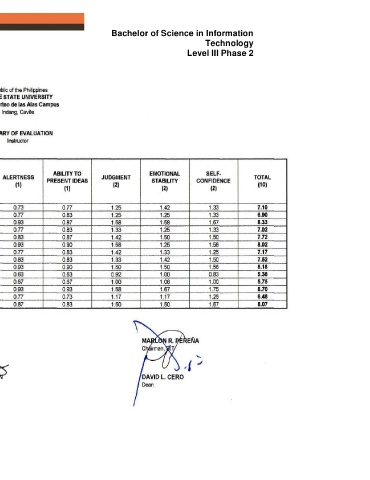 Bachelor of Science in Information
Technology
Level III Phase 2
blic of the Philippines
E STATE UNIVERSITY
de las Alas Campus
Indang, Cavite
ARY OF EVALUATION
Instructor
ALERTNESS (1) ABILITY TO PRESENT IDEAS (1) JUDGMENT (2) EMOTIONAL STABILITY (2) SELF-CONFIDENCE (2) TOTAL (10)
0.73 0.77 1.25 1.42 1.33 7.10
0.77 0.83 1.25 1.25 1.33 6.90
0.93 0.87 1.58 1.58 1.67 8.33
0.77 0.83 1.33 1.25 1.33 7.02
0.83 0.87 1.42 1.50 1.50 7.72
0.93 0.90 1.58 1.25 1.58 8.02
0.77 0.83 1.42 1.33 1.25 7.17
0.83 0.83 1.33 1.42 1.50 7.82
0.93 0.90 1.50 1.50 8.18
0.63 0.63 0.92 1.00 0.83 5.38
0.67 0.67 1.00 1.08 1.00 5.75
0.93 0.93 1.58 1.67 1.75 8.70
0.77 0.73 1.17 1.17 1.25 6.48
0.87 0.83 1.50 1.50 1.67 8.07
MARLON R. PEREÑA
Chairman, DIT
DAVID L. CERO
Dean